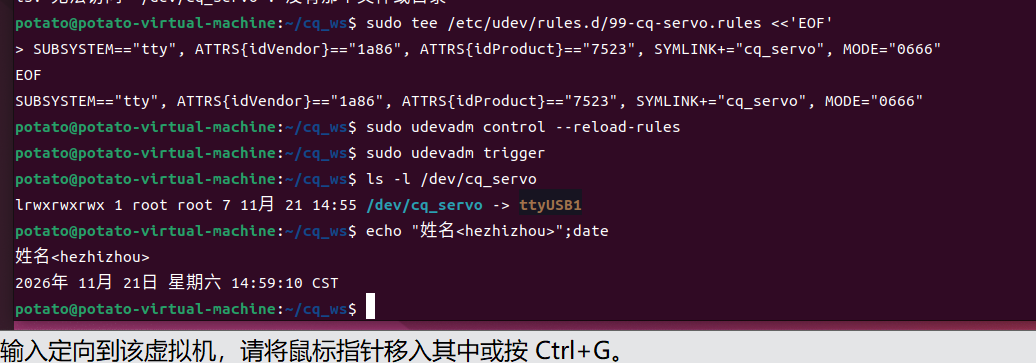 potato@potato-virtual-machine:~/cq_ws$ sudo tee /etc/udev/rules.d/99-cq-servo.rules <<'EOF'
> SUBSYSTEM=="tty", ATTRS{idVendor}=="1a86", ATTRS{idProduct}=="7523", SYMLINK+="cq_servo", MODE="0666"
EOF
SUBSYSTEM=="tty", ATTRS{idVendor}=="1a86", ATTRS{idProduct}=="7523", SYMLINK+="cq_servo", MODE="0666"
potato@potato-virtual-machine:~/cq_ws$ sudo udevadm control --reload-rules
potato@potato-virtual-machine:~/cq_ws$ sudo udevadm trigger
potato@potato-virtual-machine:~/cq_ws$ ls -l /dev/cq_servo
lrwxrwxrwx 1 root root 7 11月 21 14:55 /dev/cq_servo -> ttyUSB1
potato@potato-virtual-machine:~/cq_ws$ echo "姓名<hezhizhou>";date
姓名<hezhizhou>
2026年 11月 21日 星期六 14:59:10 CST
potato@potato-virtual-machine:~/cq_ws$
输入定向到该虚拟机，请将鼠标指针移入其中或按 Ctrl+G。